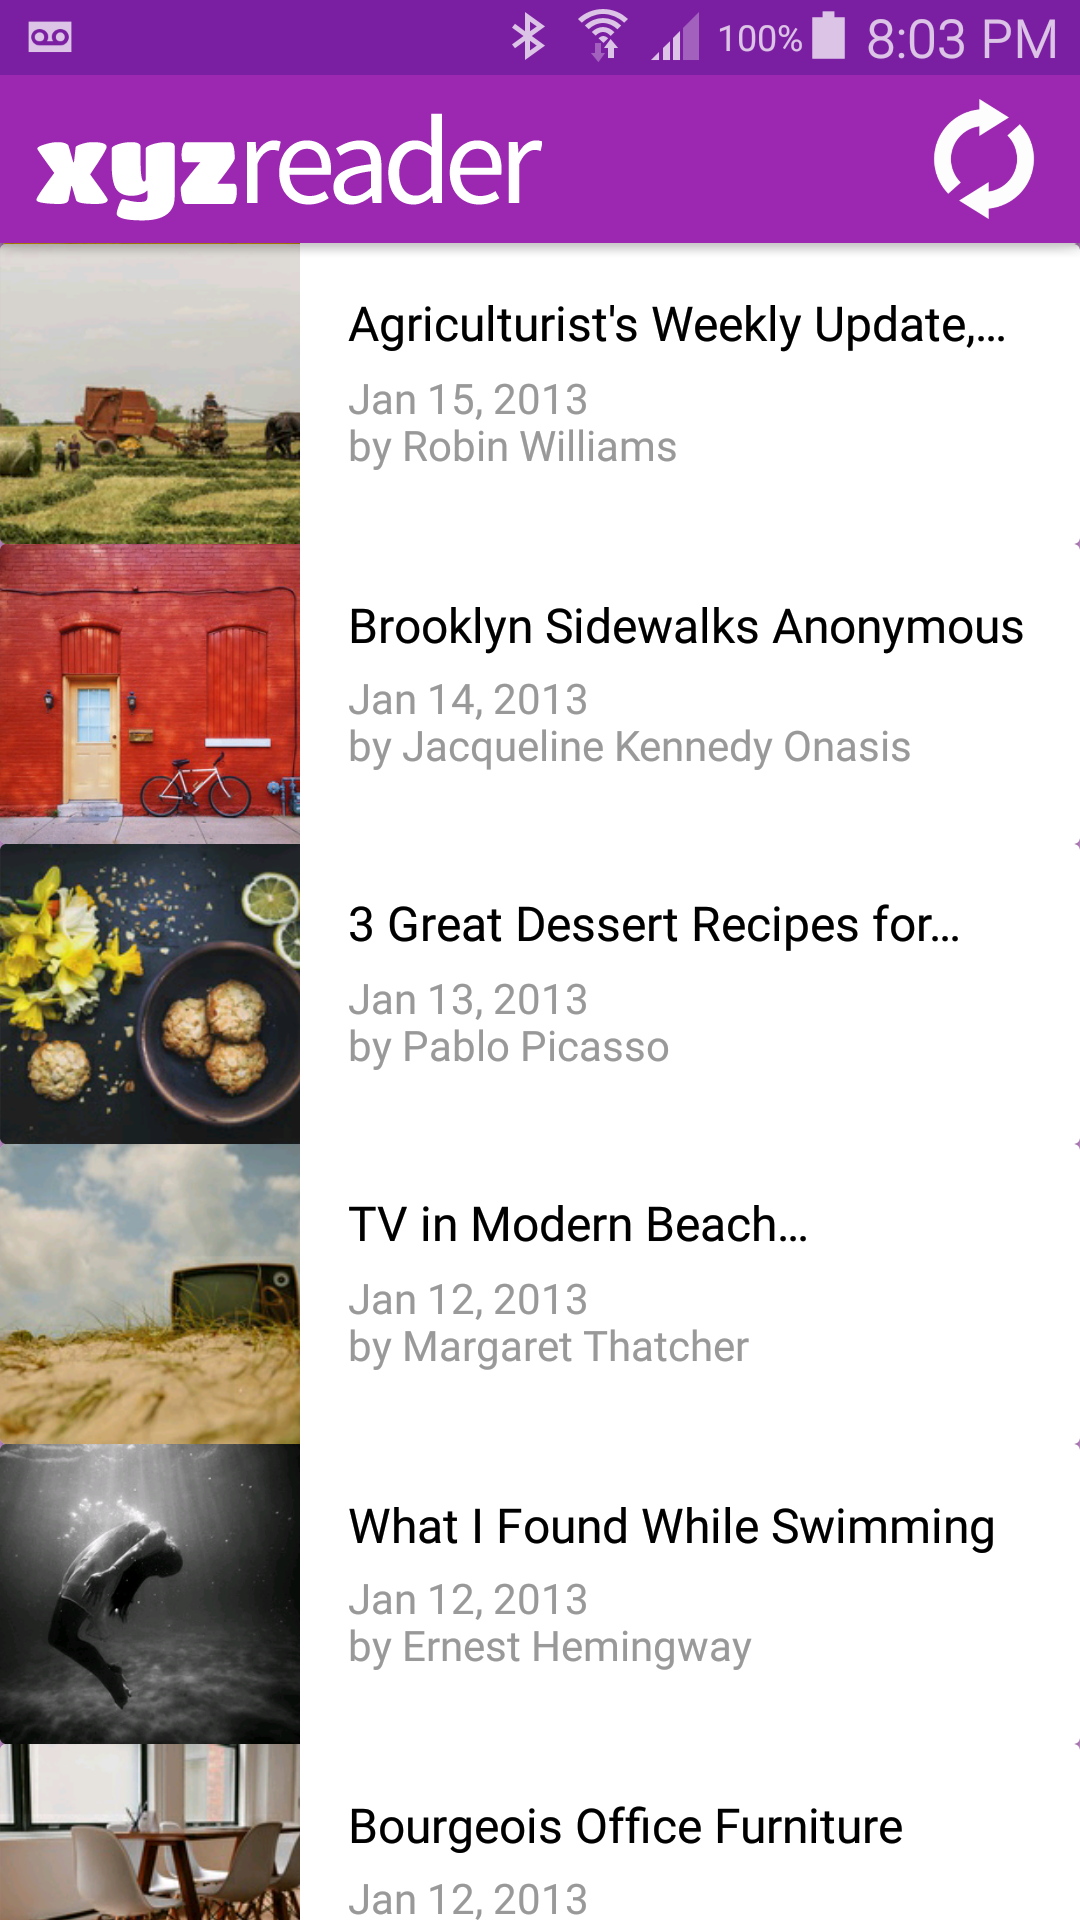 100% 8:03 PM
xyzreader
Agriculturist's Weekly Update,...
Jan 15, 2013
by Robin Williams
Brooklyn Sidewalks Anonymous
Jan 14, 2013
by Jacqueline Kennedy Onasis
3 Great Dessert Recipes for...
Jan 13, 2013
by Pablo Picasso
TV in Modern Beach...
Jan 12, 2013
by Margaret Thatcher
What I Found While Swimming
Jan 12, 2013
by Ernest Hemingway
Bourgeois Office Furniture
Jan 12, 2013